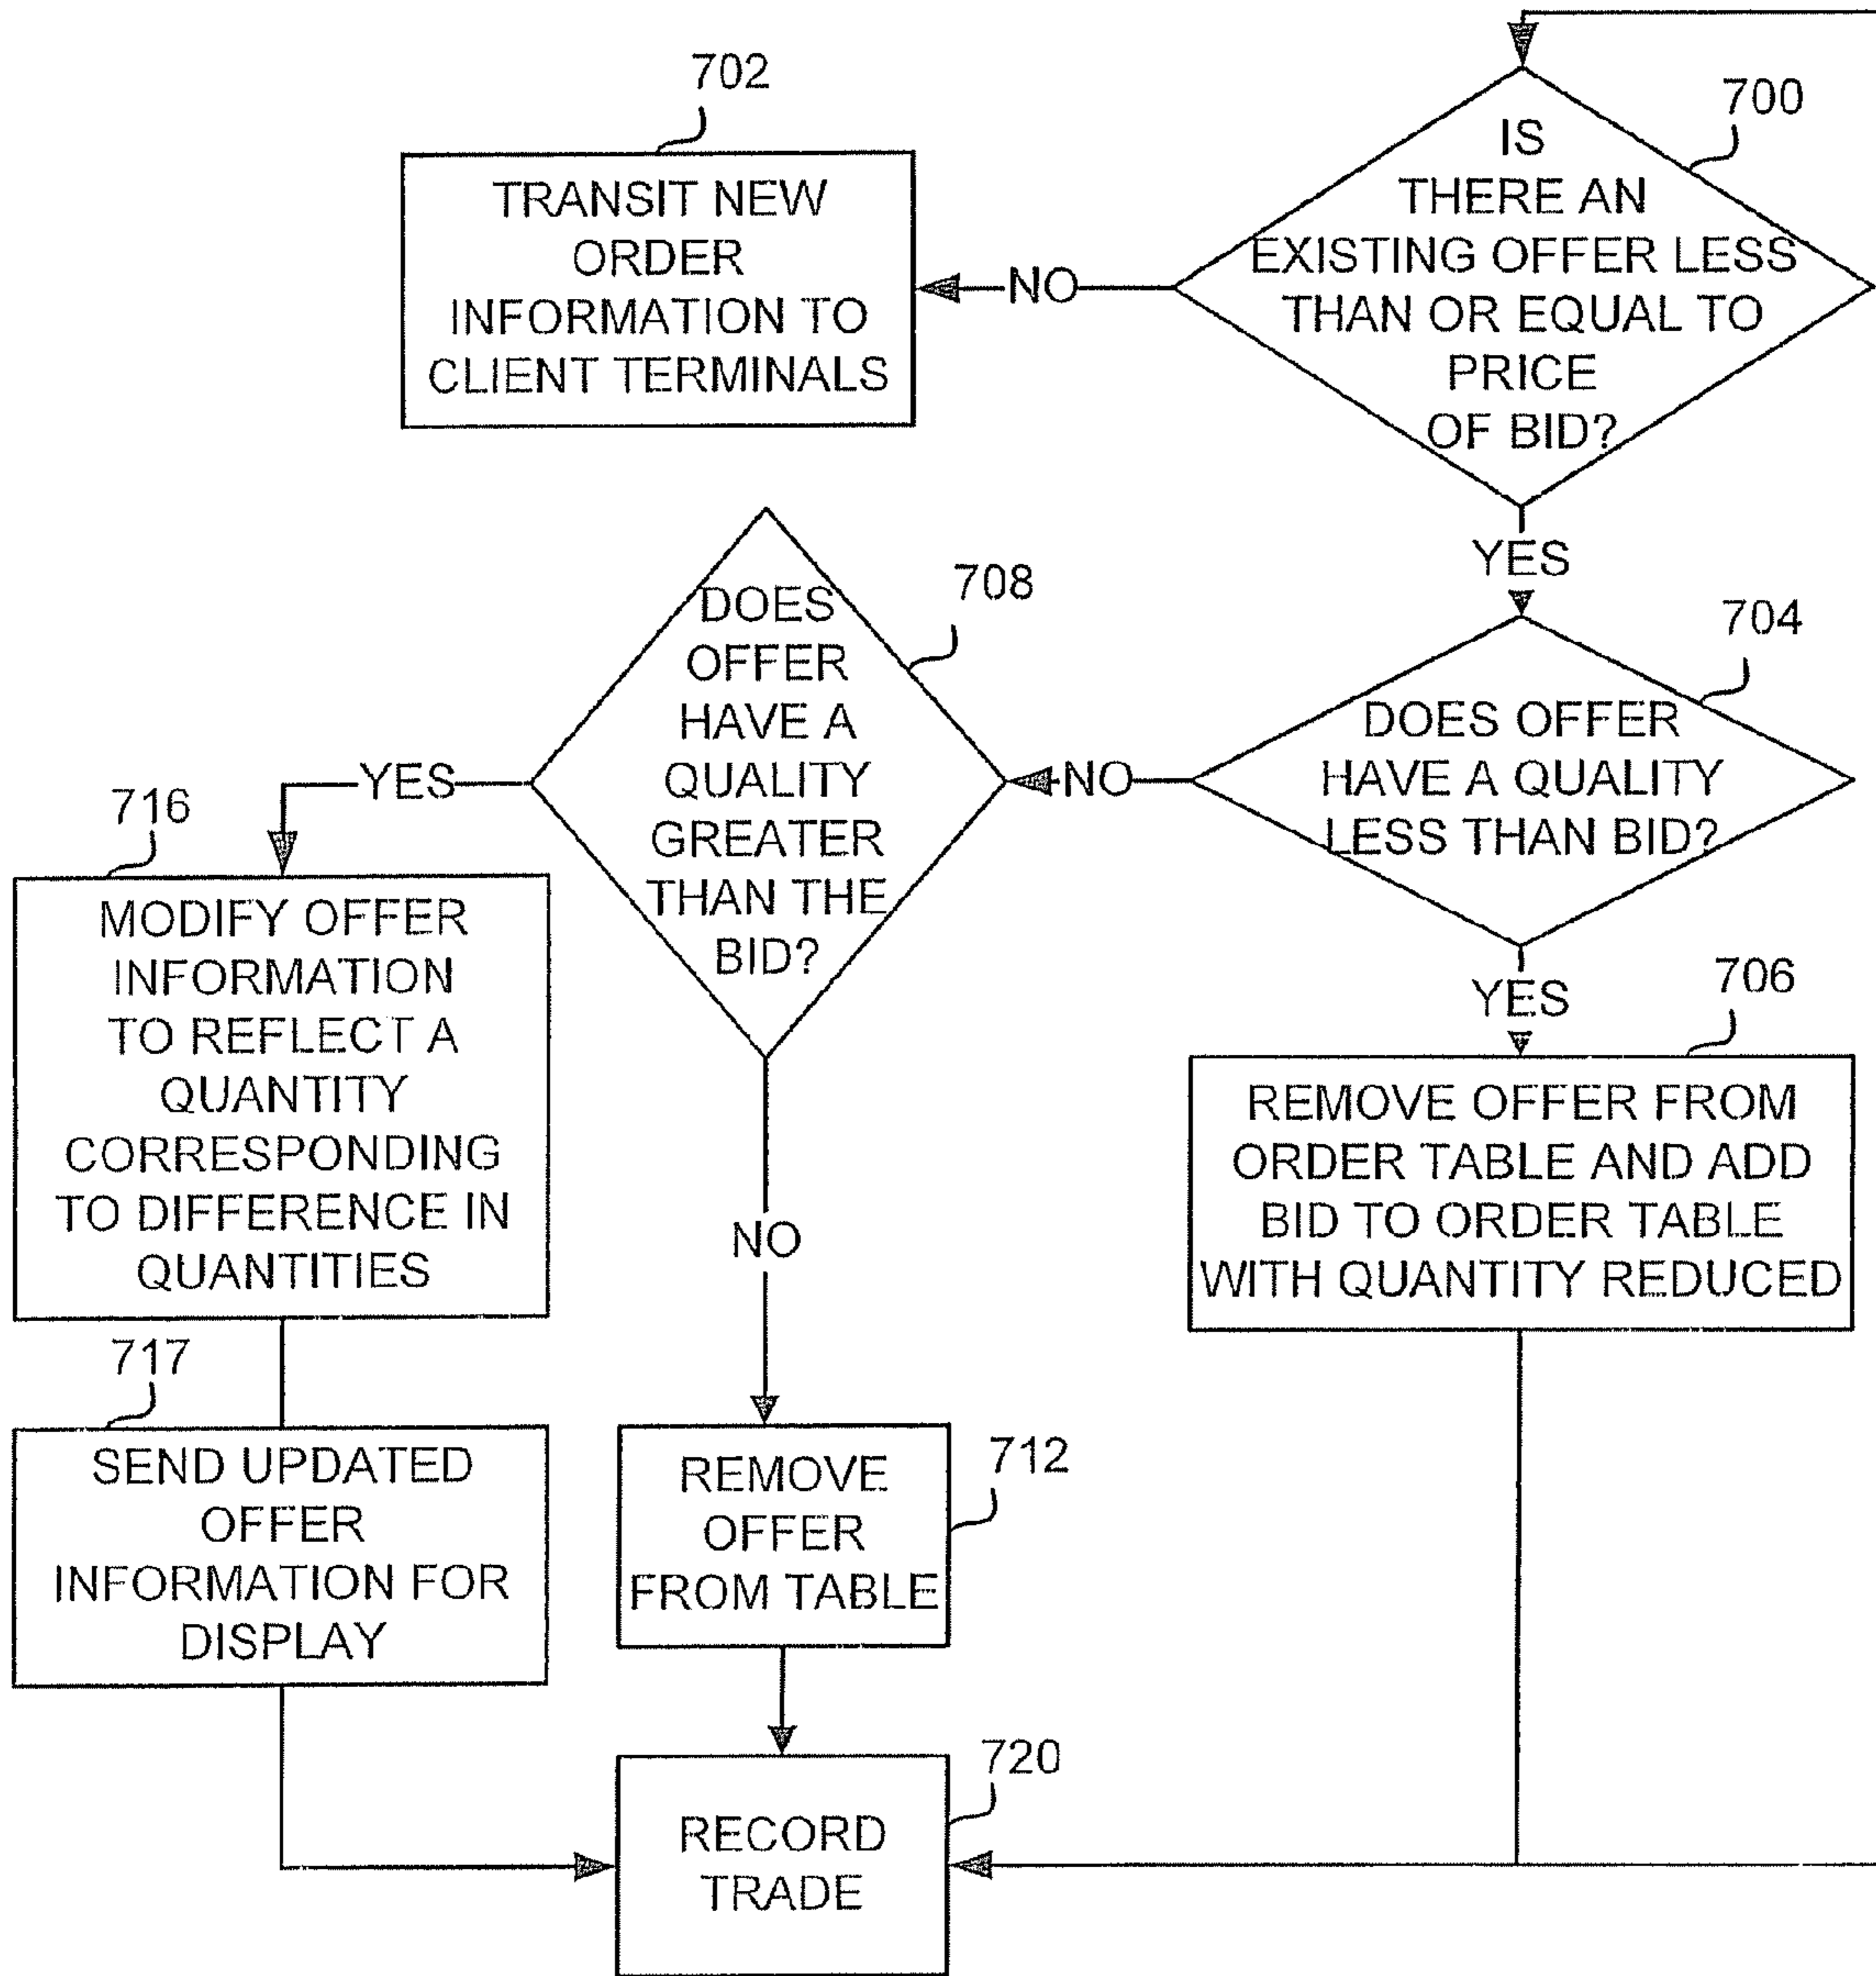 702
TRANSIT NEW
ORDER
INFORMATION TO
CLIENT TERMINALS
NO
700
IS
THERE AN
EXISTING OFFER LESS
THAN OR EQUAL TO
PRICE
OF BID?
YES
704
DOES OFFER
HAVE A QUALITY
LESS THAN BID?
NO
708
DOES
OFFER
HAVE A
QUALITY
GREATER
THAN THE
BID?
YES
716
MODIFY OFFER
INFORMATION
TO REFLECT A
QUANTITY
CORRESPONDING
TO DIFFERENCE IN
QUANTITIES
YES
706
REMOVE OFFER FROM
ORDER TABLE AND ADD
BID TO ORDER TABLE
WITH QUANTITY REDUCED
NO
717
SEND UPDATED
OFFER
INFORMATION FOR
DISPLAY
712
REMOVE
OFFER
FROM TABLE
720
RECORD
TRADE